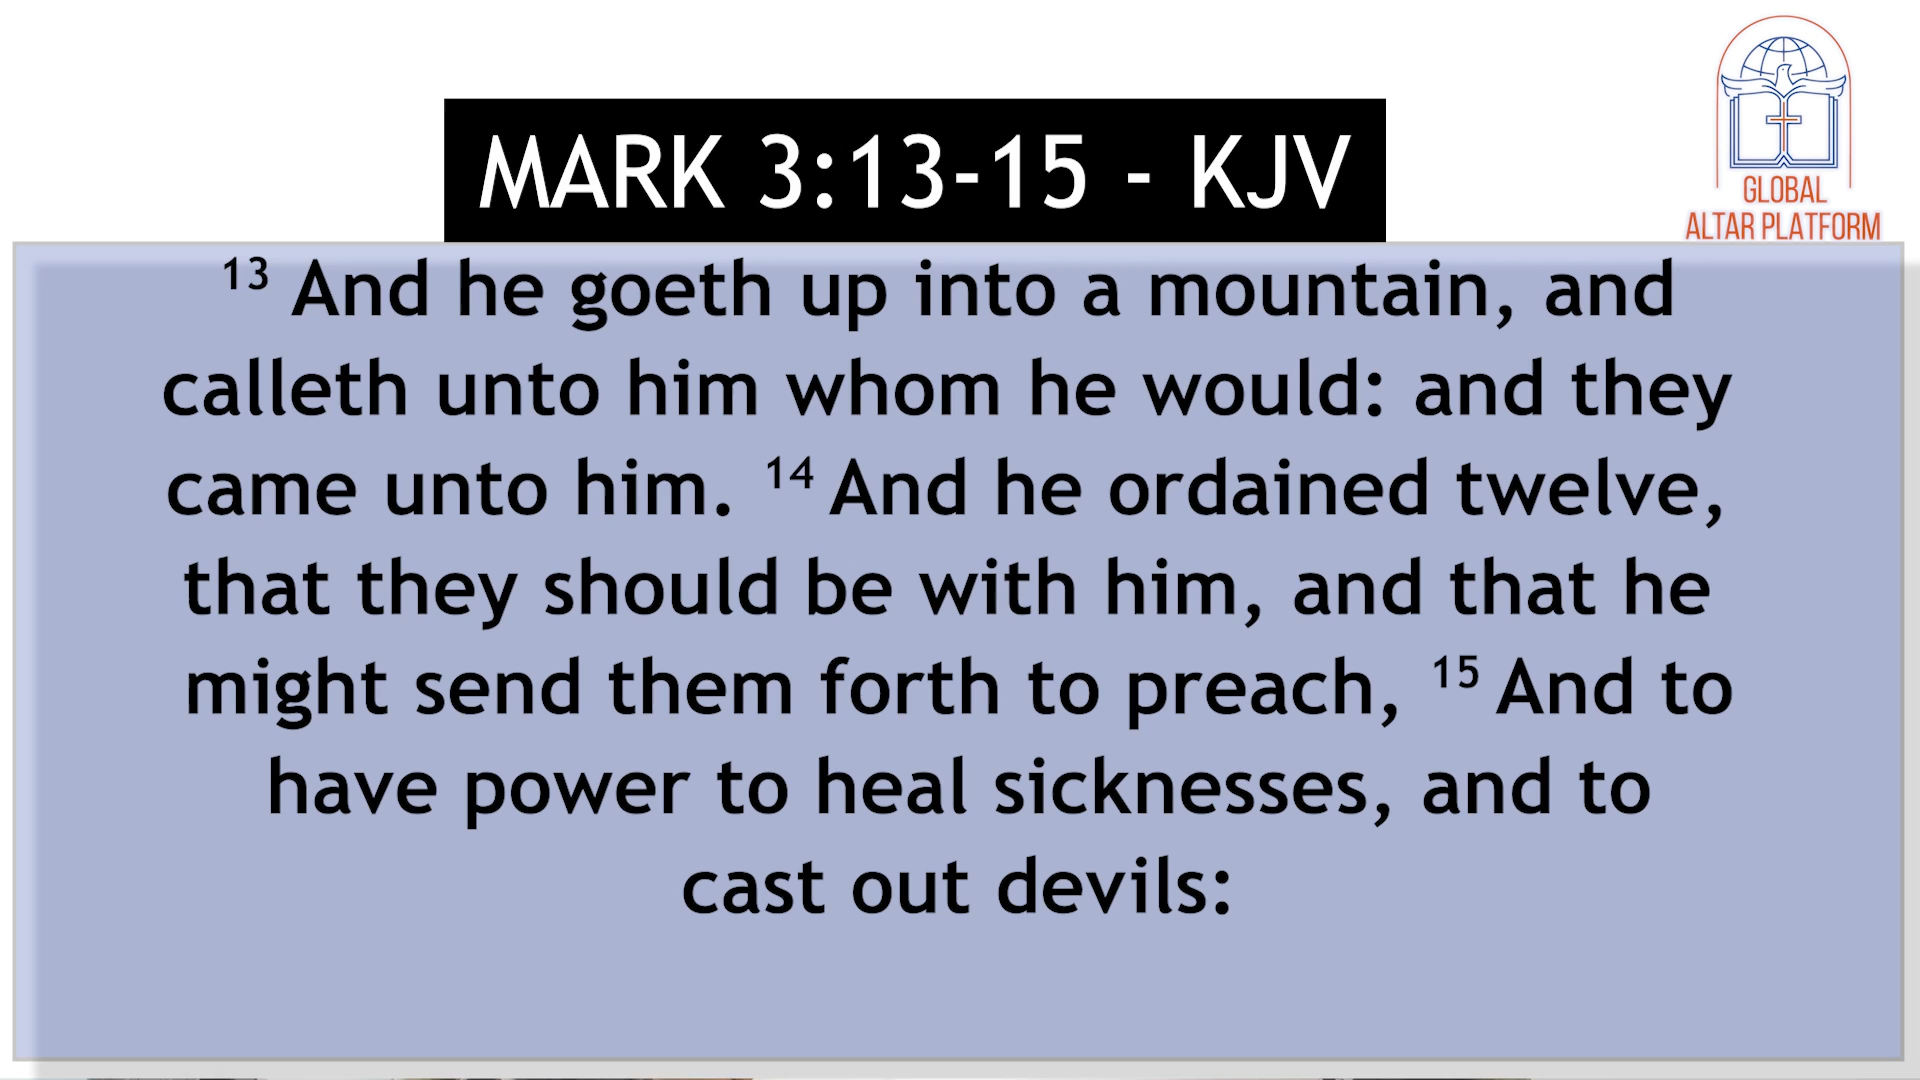 GLOBAL
ALTAR PLATFORM
MARK 3:13-15 - KJV
13 And he goeth up into a mountain, and
calleth unto him whom he would: and they
came unto him. 14 And he ordained twelve,
that they should be with him, and that he
might send them forth to preach, 15 And to
have power to heal sicknesses, and to
cast out devils: